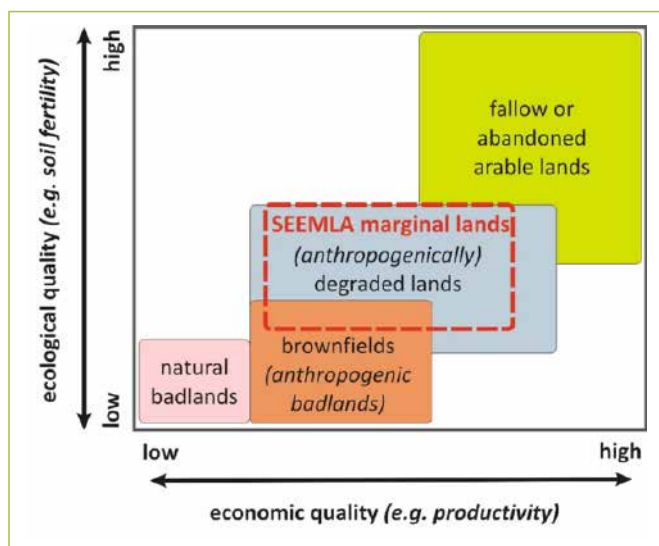 high
ecological quality (e.g. soil fertility)
low
fallow or
abandoned
arable lands
SEEMLA marginal lands
(anthropogenically)
degraded lands
brownfields
(anthropogenic
badlands)
natural
badlands
low
high
economic quality (e.g. productivity)